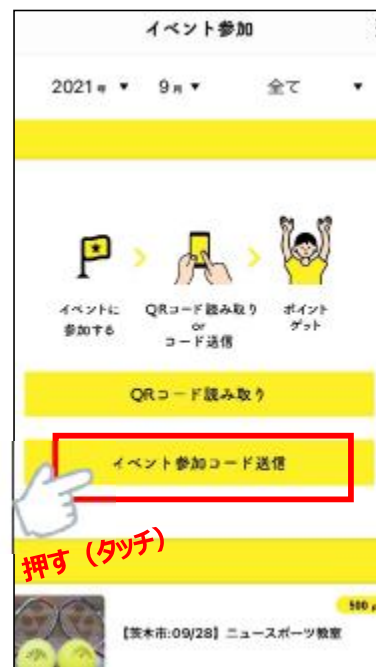 イベント参加
2021年 ▼ 9月 ▼ 全て ▼
イベントに
参加する
QRコード読み取り
or
コード送信
ポイント
ゲット
QRコード読み取り
イベント参加コード送信
押す（タッチ）
500
【茨木市:09/28】ニュースポーツ教室